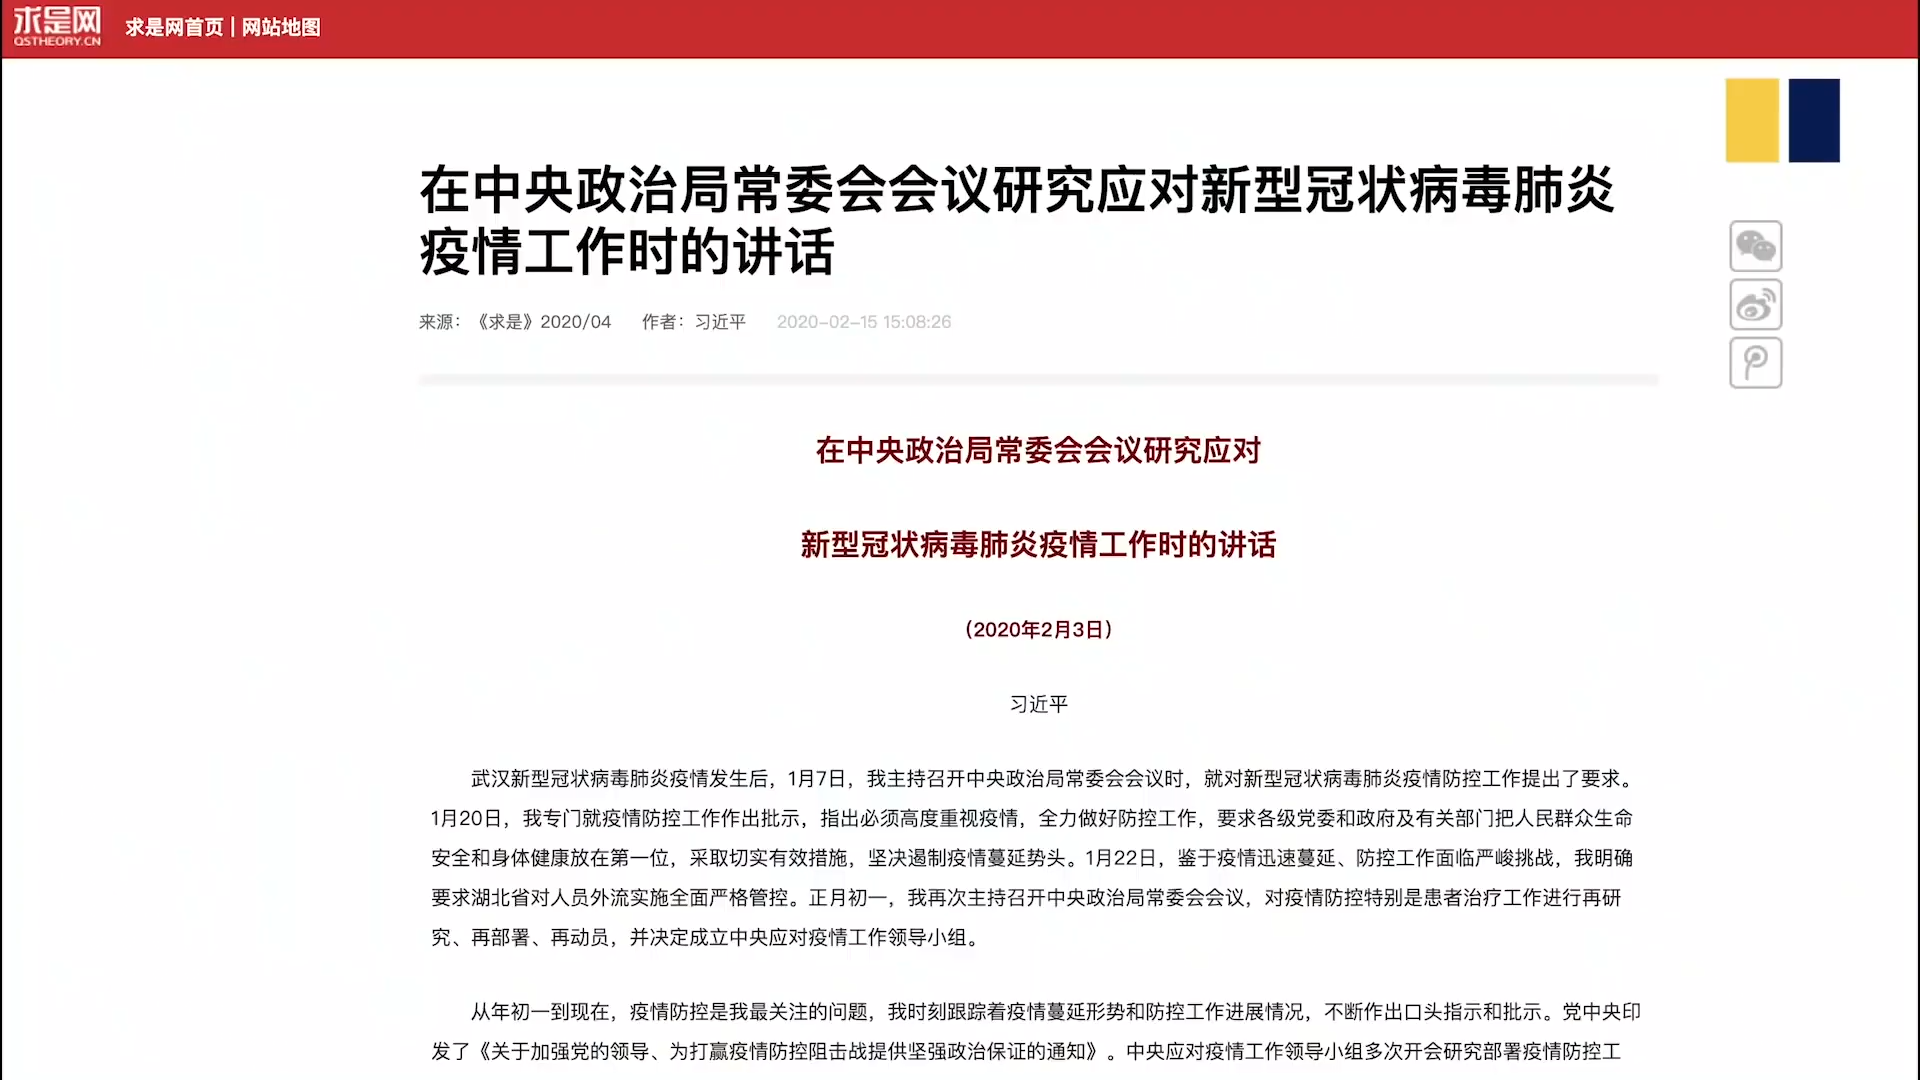 求是网
QSTHEORY.CN
求是网首页 | 网站地图
在中央政治局常委会会议研究应对新型冠状病毒肺炎
疫情工作时的讲话
来源：《求是》2020/04 作者：习近平 2020-02-15 15:08:26
在中央政治局常委会会议研究应对
新型冠状病毒肺炎疫情工作时的讲话
（2020年2月3日）
习近平
武汉新型冠状病毒肺炎疫情发生后，1月7日，我主持召开中央政治局常委会会议时，就对新型冠状病毒肺炎疫情防控工作提出了要求。
1月20日，我专门就疫情防控工作作出批示，指出必须高度重视疫情，全力做好防控工作，要求各级党委和政府及有关部门把人民群众生命
安全和身体健康放在第一位，采取切实有效措施，坚决遏制疫情蔓延势头。1月22日，鉴于疫情迅速蔓延、防控工作面临严峻挑战，我明确
要求湖北省对人员外流实施全面严格管控。正月初一，我再次主持召开中央政治局常委会会议，对疫情防控特别是患者治疗工作进行再研
究、再部署、再动员，并决定成立中央应对疫情工作领导小组。
从年初一到现在，疫情防控是我最关注的问题，我时刻跟踪着疫情蔓延形势和防控工作进展情况，不断作出口头指示和批示。党中央印
发了《关于加强党的领导、为打赢疫情防控阻击战提供坚强政治保证的通知》。中央应对疫情工作领导小组多次开会研究部署疫情防控工